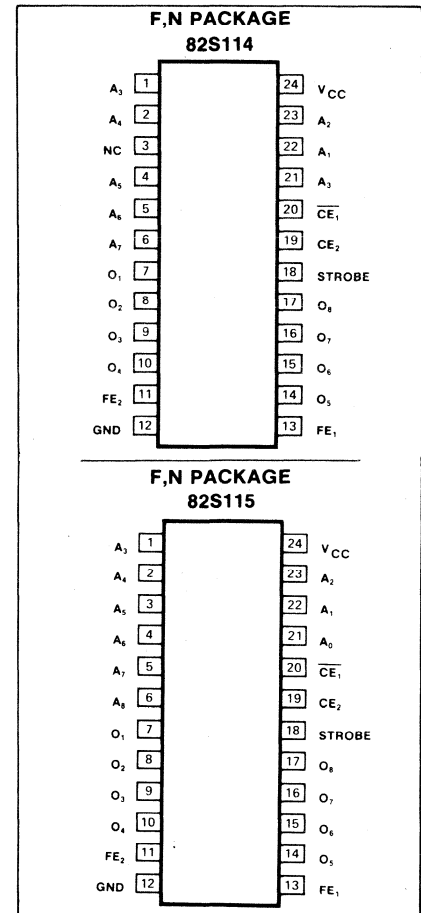 F,N PACKAGE
82S114
A₃ 1 24 VCC
A₄ 2 23 A₂
NC 3 22 A₁
A₅ 4 21 A₃
A₆ 5 20 C̅E̅₁̅
A₇ 6 19 CE₂
O₁ 7 18 STROBE
O₂ 8 17 O₈
O₃ 9 16 O₇
O₄ 10 15 O₆
FE₂ 11 14 O₅
GND 12 13 FE₁
F,N PACKAGE
82S115
A₃ 1 24 VCC
A₄ 2 23 A₂
A₅ 3 22 A₁
A₆ 4 21 A₀
A₇ 5 20 C̅E̅₁̅
A₈ 6 19 CE₂
O₁ 7 18 STROBE
O₂ 8 17 O₈
O₃ 9 16 O₇
O₄ 10 15 O₆
FE₂ 11 14 O₅
GND 12 13 FE₁